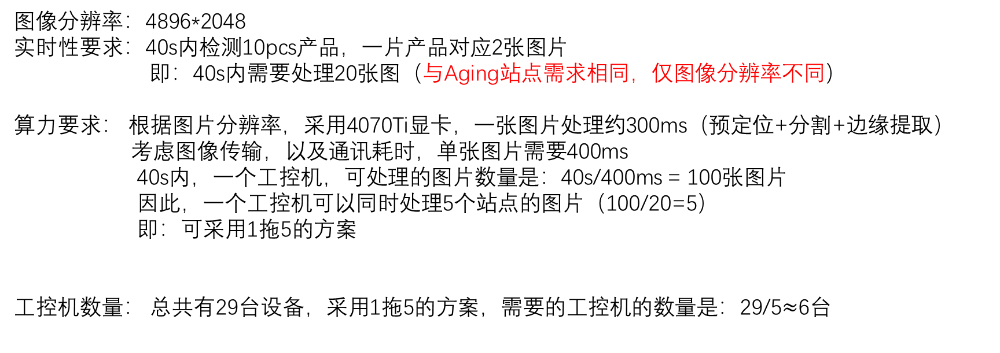 图像分辨率：4896*2048
实时性要求：40s内检测10pcs产品，一片产品对应2张图片
即：40s内需要处理20张图（与Aging站点需求相同，仅图像分辨率不同）
算力要求： 根据图片分辨率，采用4070Ti显卡，一张图片处理约300ms（预定位+分割+边缘提取）
考虑图像传输，以及通讯耗时，单张图片需要400ms
40s内，一个工控机，可处理的图片数量是：40s/400ms = 100张图片
因此，一个工控机可以同时处理5个站点的图片（100/20=5）
即：可采用1拖5的方案
工控机数量： 总共有29台设备，采用1拖5的方案，需要的工控机的数量是：29/5≈6台